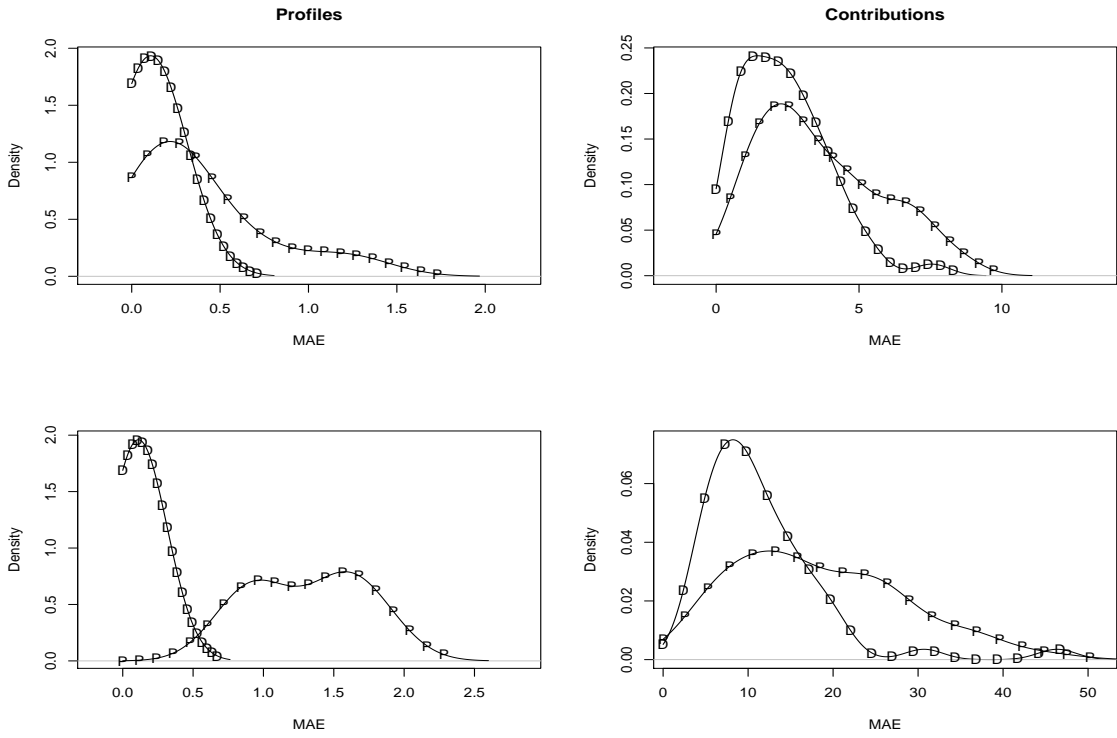 Profiles
Contributions
Density
0.0 0.5 1.0 1.5 2.0
0.0 0.5 1.0 1.5 2.0
MAE
D D D D D D D D D D D D D D D D D D D D
P P P P P P P P P P P P P P P P P P P P
Density
0.00 0.05 0.10 0.15 0.20 0.25
0 5 10
MAE
D D D D D D D D D D D D D D D D D D D D
P P P P P P P P P P P P P P P P P P P P
Density
0.0 0.5 1.0 1.5 2.0
0.0 0.5 1.0 1.5 2.0 2.5
MAE
D D D D D D D D D D D D D D D D D D D D
P P P P P P P P P P P P P P P P P P P P
Density
0.00 0.02 0.04 0.06
0 10 20 30 40 50
MAE
D D D D D D D D D D D D D D D D D D D D
P P P P P P P P P P P P P P P P P P P P